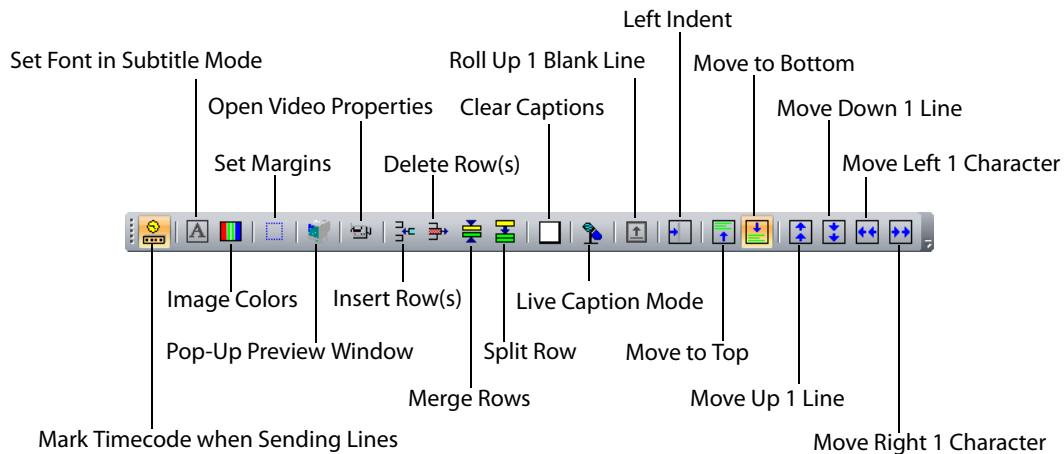 Left Indent
Set Font in Subtitle Mode
Roll Up 1 Blank Line
Move to Bottom
Open Video Properties
Clear Captions
Move Down 1 Line
Set Margins
Delete Row(s)
Move Left 1 Character
A
Image Colors
Insert Row(s)
Live Caption Mode
Pop-Up Preview Window
Split Row
Move to Top
Merge Rows
Move Up 1 Line
Mark Timecode when Sending Lines
Move Right 1 Character